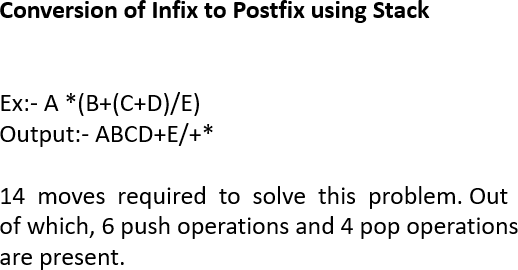 Conversion of Infix to Postfix using Stack
Ex:- A *(B+(C+D)/E)
Output:- ABCD+E/+*
14 moves required to solve this problem. Out
of which, 6 push operations and 4 pop operations
are present.